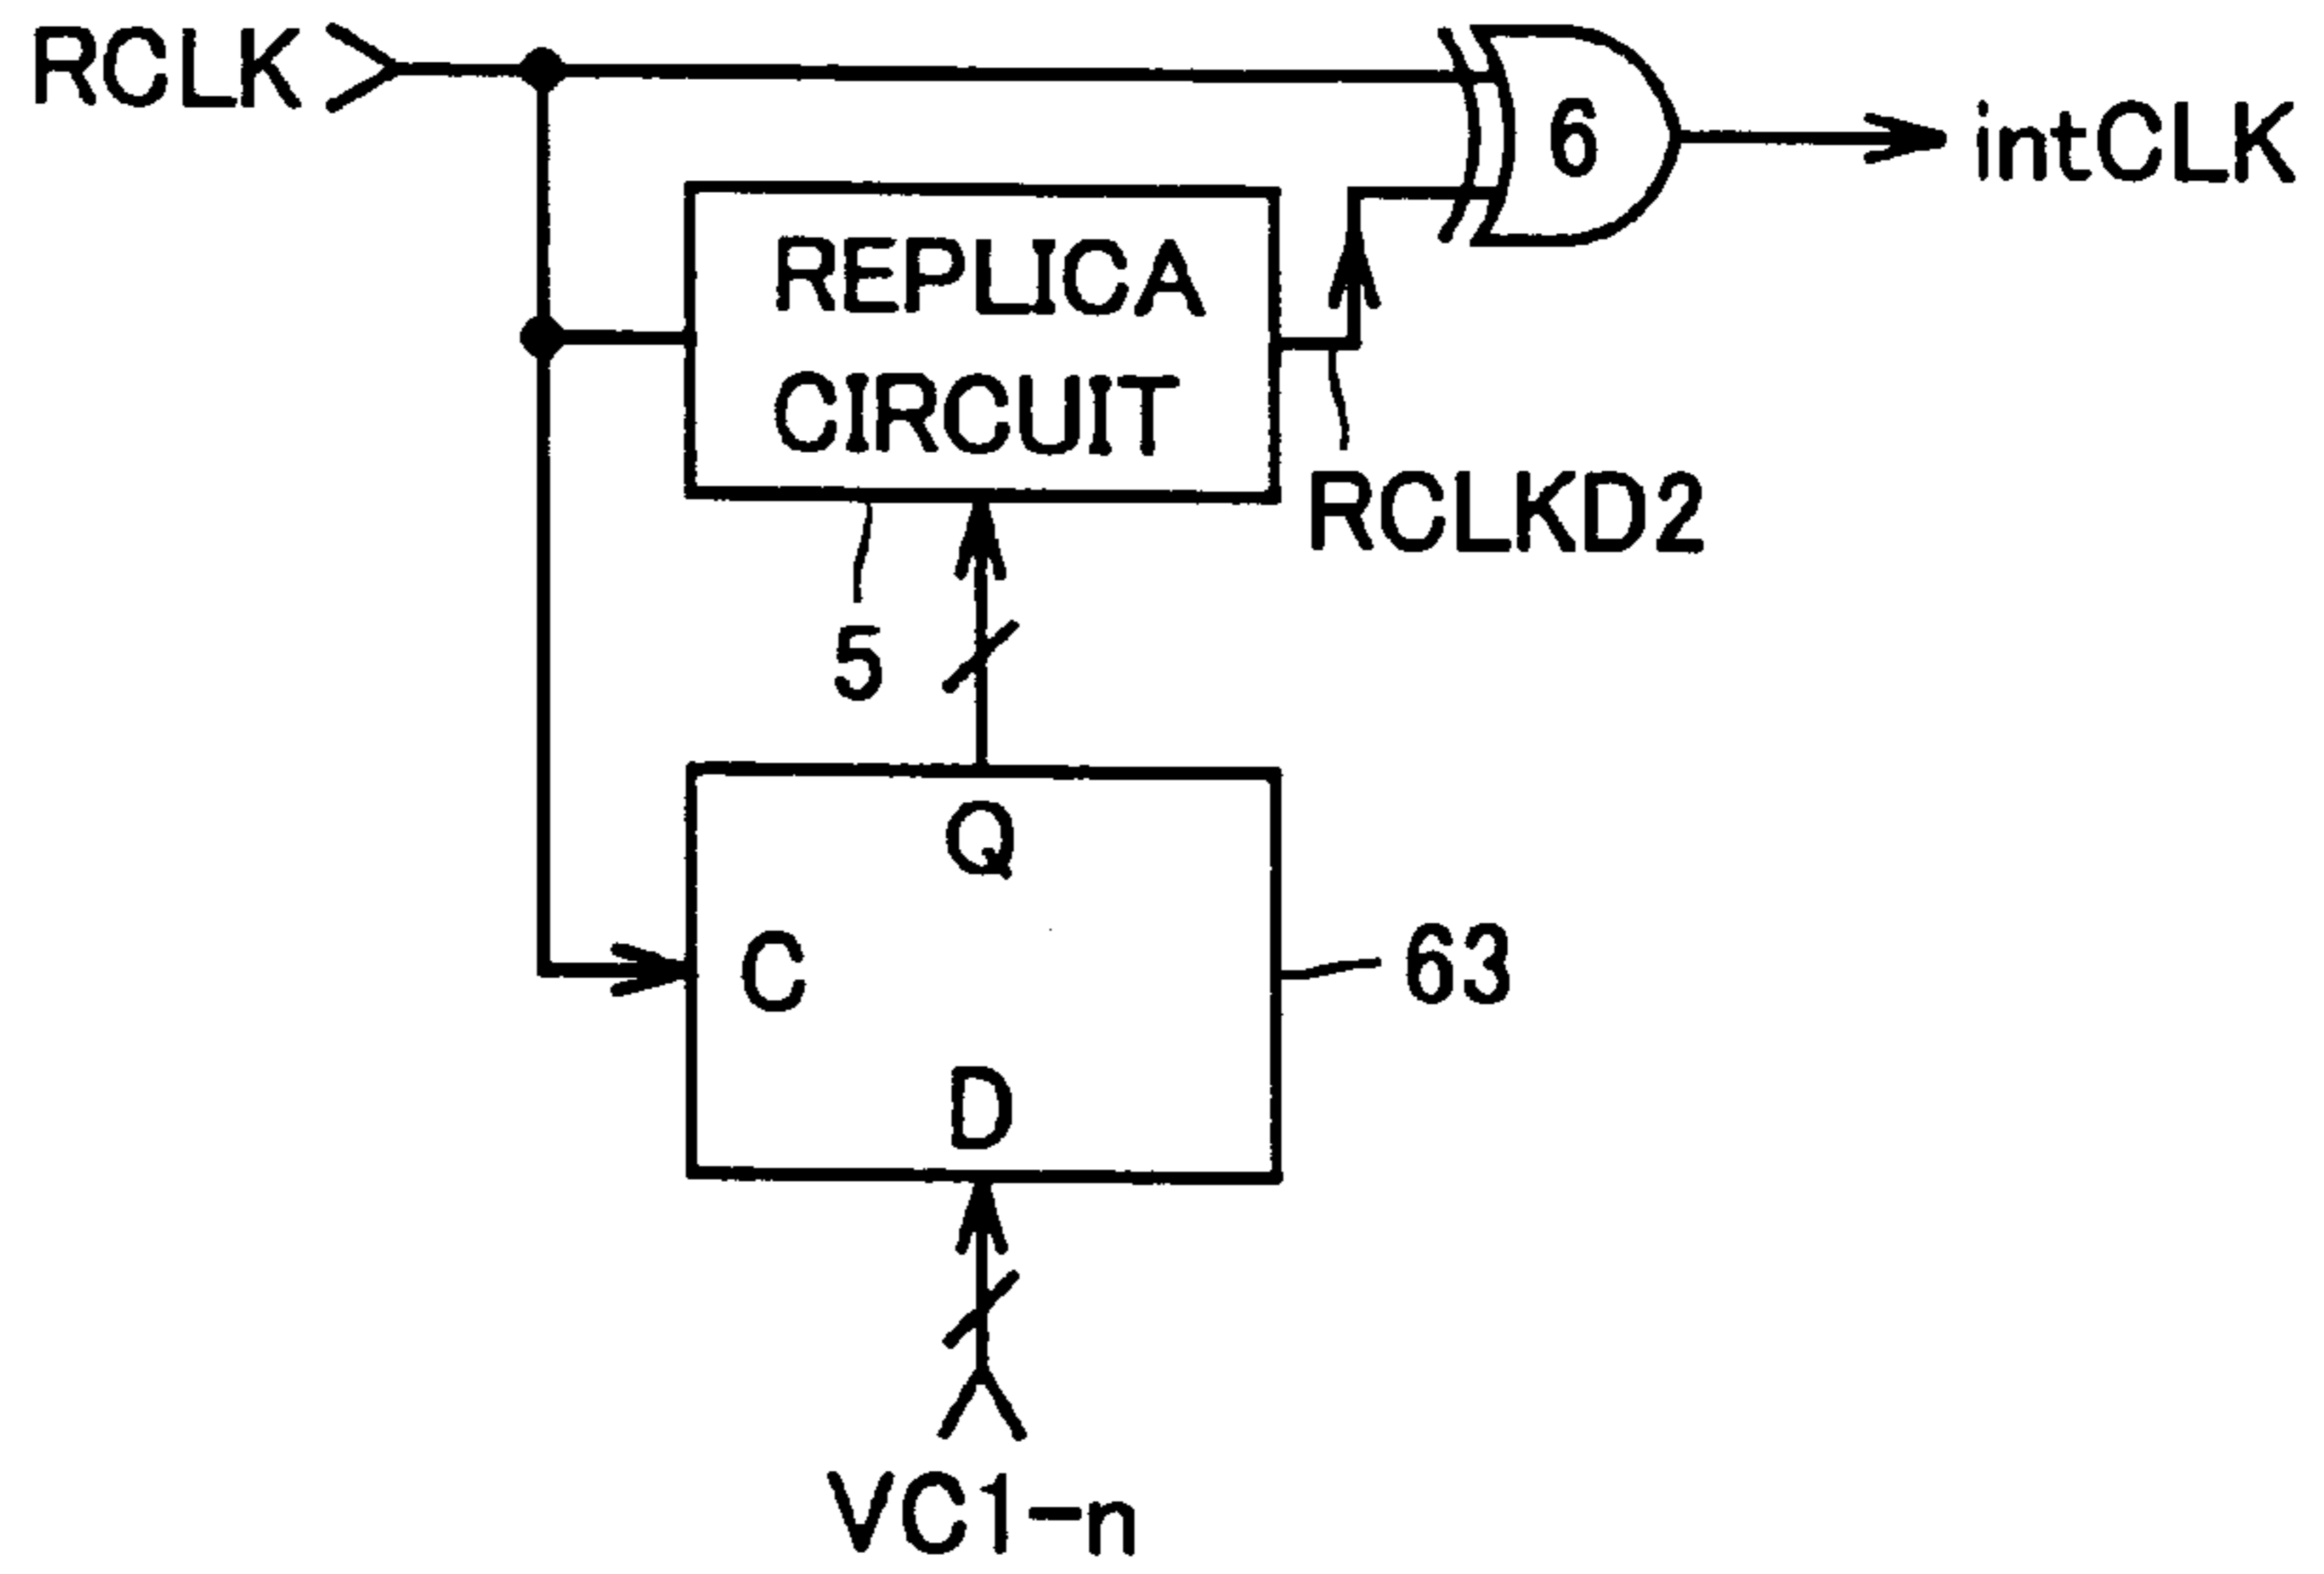 RCLK
6
intCLK
REPLICA
CIRCUIT
RCLKD2
5
Q
C
63
D
VC1-n